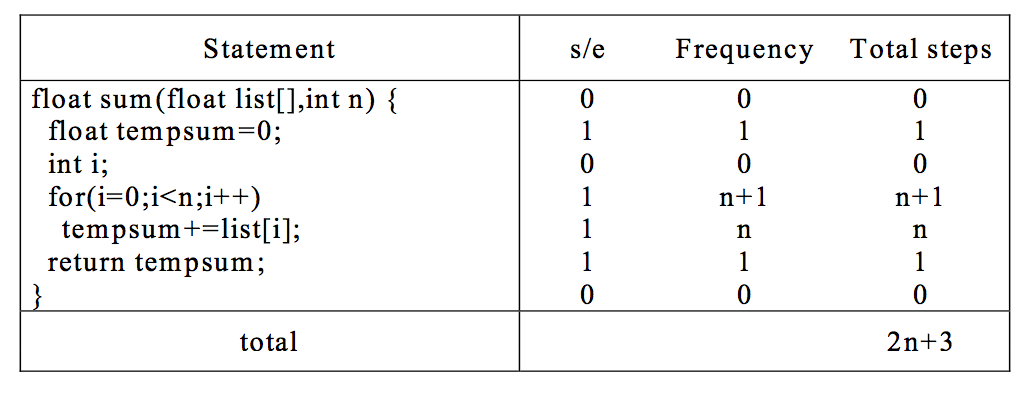 Statement s/e Frequency Total steps
float sum(float list[],int n) { 0 0 0
float tempsum=0; 1 1 1
int i; 0 0 0
for(i=0;i<n;i++) 1 n+1 n+1
tempsum+=list[i]; 1 n n
return tempsum; 1 1 1
} 0 0 0
total 2n+3